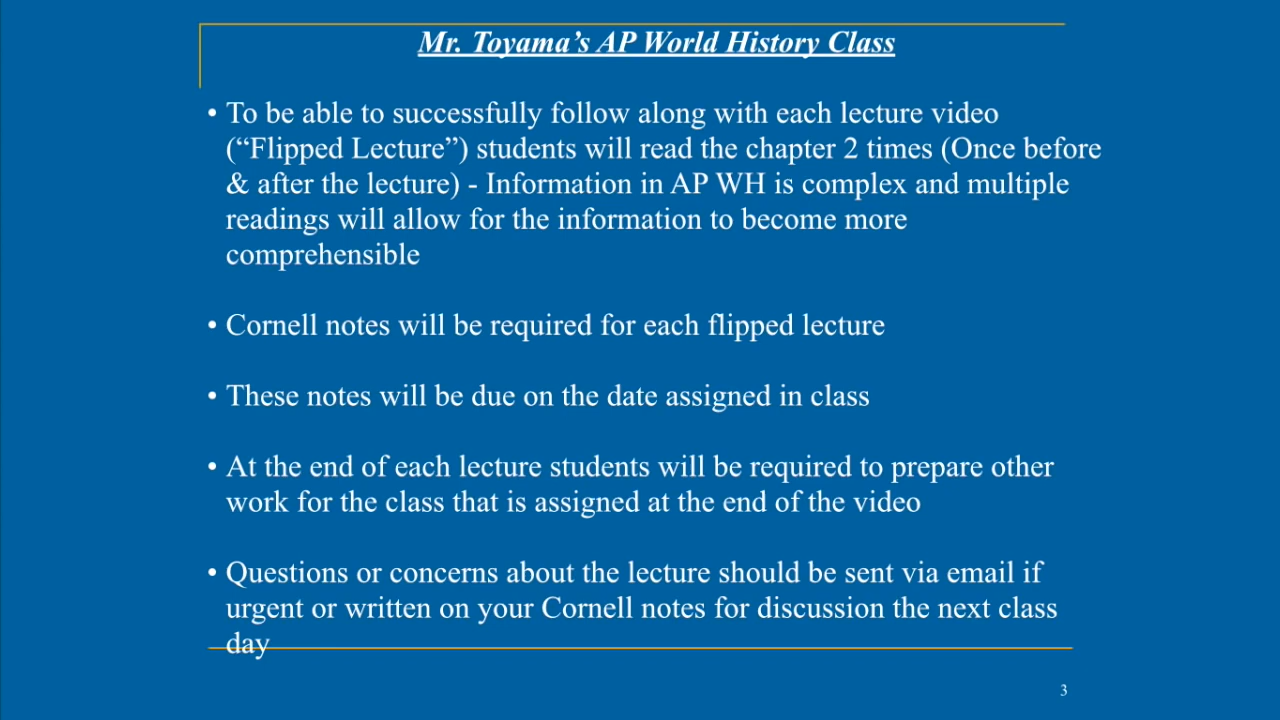 Mr. Toyama’s AP World History Class
• To be able to successfully follow along with each lecture video
(“Flipped Lecture”) students will read the chapter 2 times (Once before
& after the lecture) - Information in AP WH is complex and multiple
readings will allow for the information to become more
comprehensible
• Cornell notes will be required for each flipped lecture
• These notes will be due on the date assigned in class
• At the end of each lecture students will be required to prepare other
work for the class that is assigned at the end of the video
• Questions or concerns about the lecture should be sent via email if
urgent or written on your Cornell notes for discussion the next class
day
3